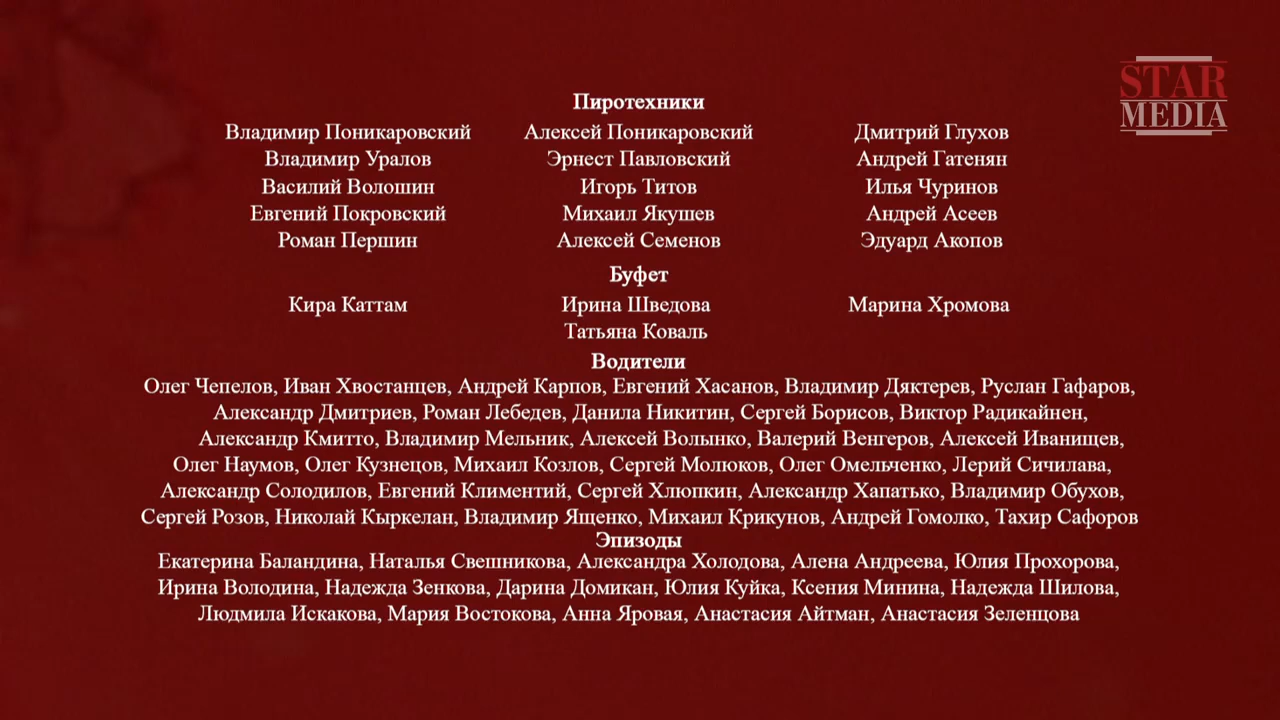 STAR
MEDIA
Пиротехники
Владимир Поникаровский Алексей Поникаровский Дмитрий Глухов
Владимир Уралов Эрнест Павловский Андрей Гатенян
Василий Волошин Игорь Титов Илья Чуринов
Евгений Покровский Михаил Якушев Андрей Асеев
Роман Першин Алексей Семенов Эдуард Акопов
Буфет
Кира Каттам Ирина Шведова Марина Хромова
Татьяна Коваль
Водители
Олег Чепелов, Иван Хвостанцев, Андрей Карпов, Евгений Хасанов, Владимир Дяктерев, Руслан Гафаров,
Александр Дмитриев, Роман Лебедев, Данила Никитин, Сергей Борисов, Виктор Радикайнен,
Александр Кмитто, Владимир Мельник, Алексей Волынко, Валерий Венгеров, Алексей Иванищев,
Олег Наумов, Олег Кузнецов, Михаил Козлов, Сергей Молюков, Олег Омельченко, Лерий Сичилава,
Александр Солодилов, Евгений Климентий, Сергей Хлюпкин, Александр Хапатько, Владимир Обухов,
Сергей Розов, Николай Кыркелан, Владимир Ященко, Михаил Крикунов, Андрей Гомолко, Тахир Сафоров
Эпизоды
Екатерина Баландина, Наталья Свешникова, Александра Холодова, Алена Андреева, Юлия Прохорова,
Ирина Володина, Надежда Зенкова, Дарина Домикан, Юлия Куйка, Ксения Минина, Надежда Шилова,
Людмила Искакова, Мария Востокова, Анна Яровая, Анастасия Айтман, Анастасия Зеленцова